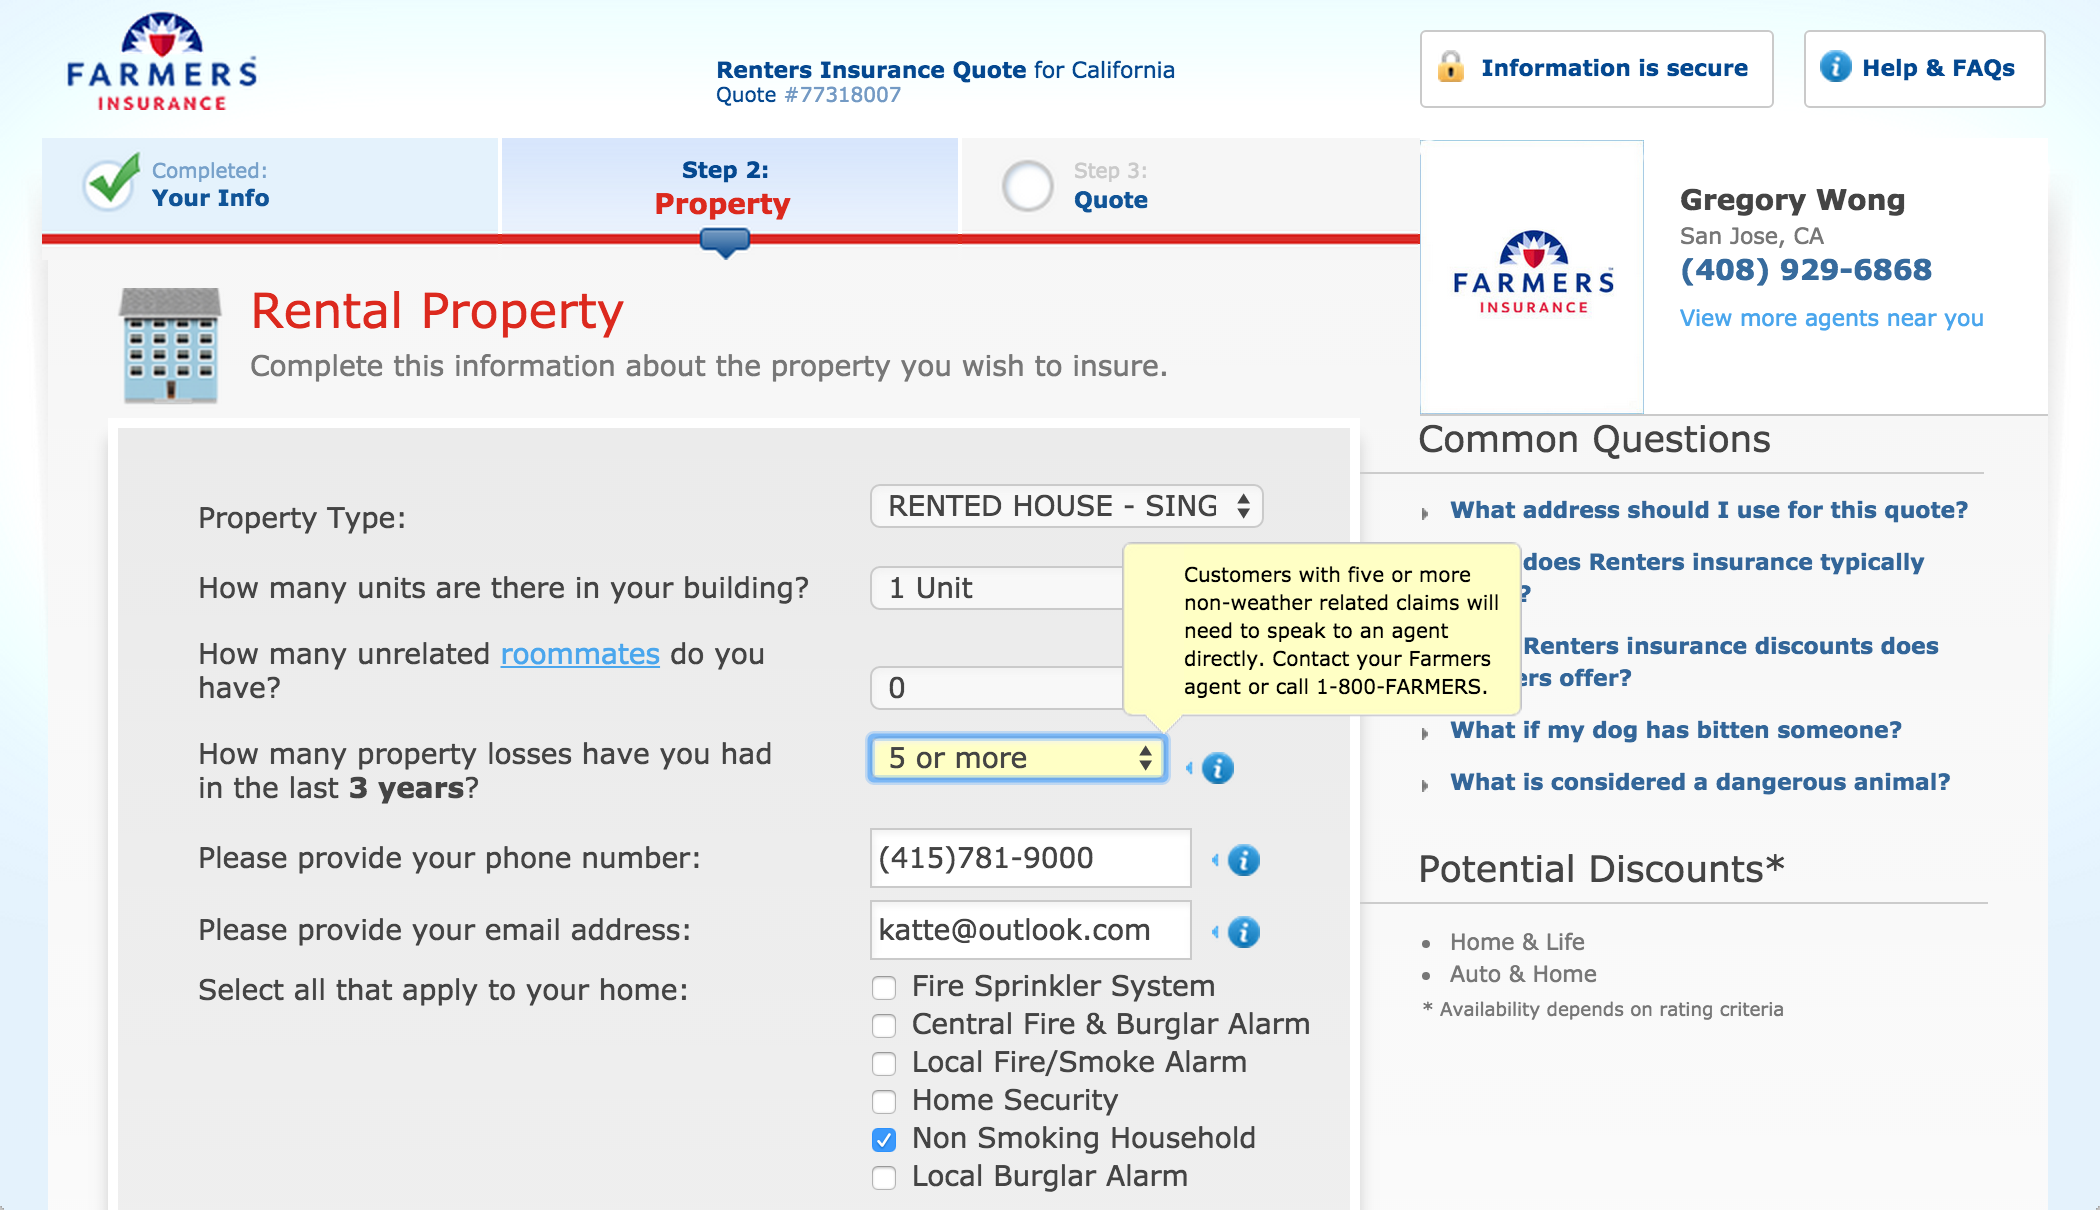 FARMERS
INSURANCE
Renters Insurance Quote for California
Quote #77318007
Information is secure
Help & FAQs
Completed:
Your Info
Step 2:
Property
Step 3:
Quote
FARMERS
INSURANCE
Gregory Wong
San Jose, CA
(408) 929-6868
View more agents near you
Rental Property
Complete this information about the property you wish to insure.
Property Type:
RENTED HOUSE - SING
How many units are there in your building?
1 Unit
How many unrelated roommates do you
have?
0
Customers with five or more
non-weather related claims will
need to speak to an agent
directly. Contact your Farmers
agent or call 1-800-FARMERS.
How many property losses have you had
in the last 3 years?
5 or more
Please provide your phone number:
(415)781-9000
Please provide your email address:
katte@outlook.com
Select all that apply to your home:
Fire Sprinkler System
Central Fire & Burglar Alarm
Local Fire/Smoke Alarm
Home Security
Non Smoking Household
Local Burglar Alarm
Common Questions
What address should I use for this quote?
does Renters insurance typically
?
Renters insurance discounts does
ers offer?
What if my dog has bitten someone?
What is considered a dangerous animal?
Potential Discounts*
Home & Life
Auto & Home
* Availability depends on rating criteria